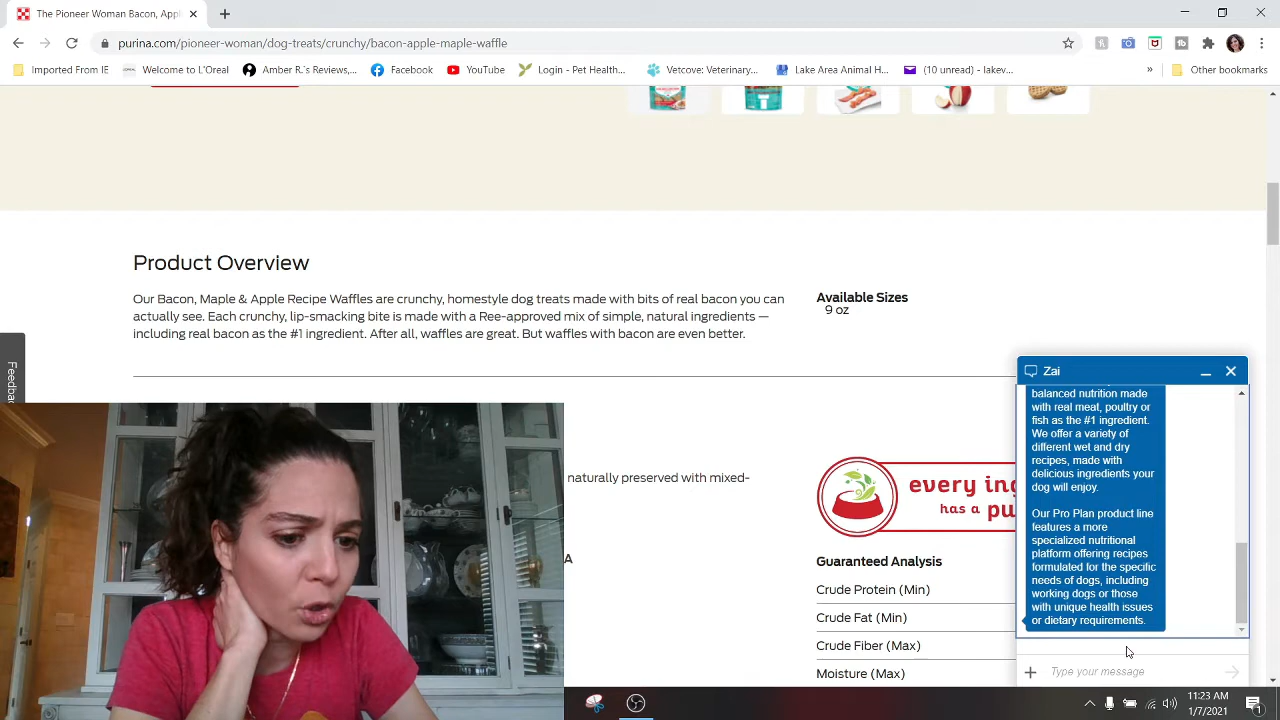 The Pioneer Woman Bacon, Appl
purina.com/pioneer-woman/dog-treats/crunchy/bacon-apple-maple-waffle
Imported From IE
Welcome to L'Oreal
Amber R.'s Reviews,...
Facebook
YouTube
Login - Pet Health...
Vetcove: Veterinary...
Lake Area Animal H...
(10 unread) - lakev...
»
Other bookmarks
Product Overview
Our Bacon, Maple & Apple Recipe Waffles are crunchy, homestyle dog treats made with bits of real bacon you can
actually see. Each crunchy, lip-smacking bite is made with a Ree-approved mix of simple, natural ingredients —
including real bacon as the #1 ingredient. After all, waffles are great. But waffles with bacon are even better.
Available Sizes
9 oz
Feedbac
naturally preserved with mixed-
A
every ing
has a pu
Guaranteed Analysis
Crude Protein (Min)
Crude Fat (Min)
Crude Fiber (Max)
Moisture (Max)
Zai
balanced nutrition made
with real meat, poultry or
fish as the #1 ingredient.
We offer a variety of
different wet and dry
recipes, made with
delicious ingredients your
dog will enjoy.
Our Pro Plan product line
features a more
specialized nutritional
platform offering recipes
formulated for the specific
needs of dogs, including
working dogs or those
with unique health issues
or dietary requirements.
Type your message
11:23 AM
1/7/2021